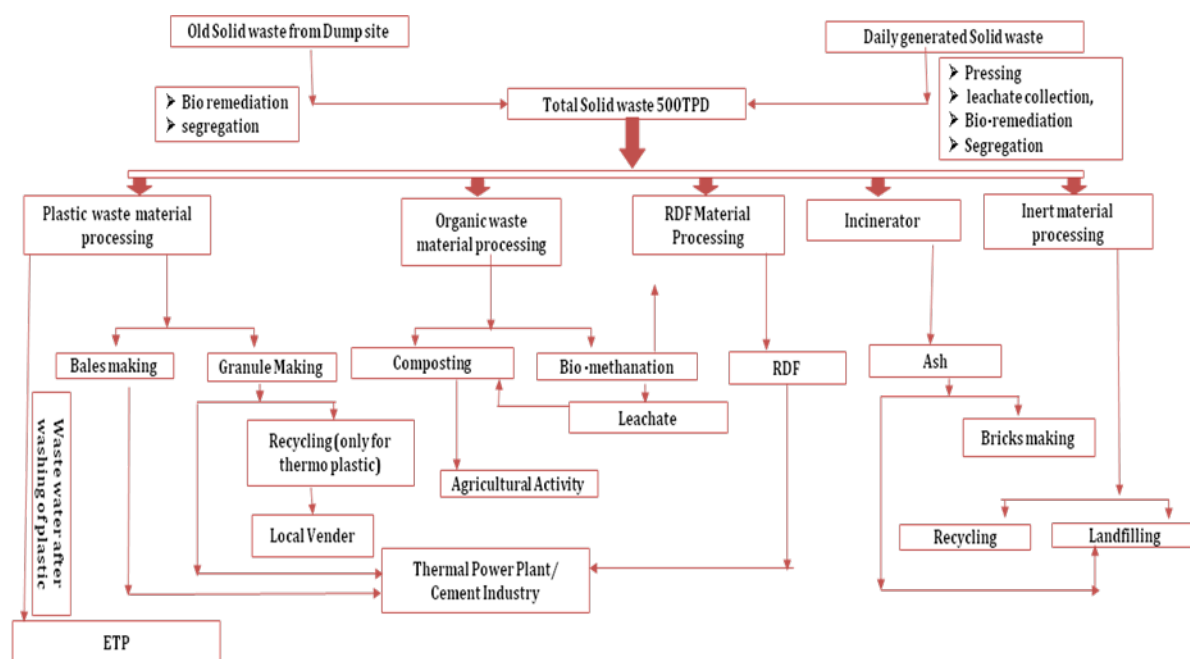 Old Solid waste from Dump site
Daily generated Solid waste
➢ Bio remediation
➢ segregation
Total Solid waste 500TPD
➢ Pressing
➢ leachate collection,
➢ Bio-remediation
➢ Segregation
Plastic waste material
processing
Organic waste
material processing
RDF Material
Processing
Incinerator
Inert material
processing
Bales making
Granule Making
Composting
Bio -methanation
RDF
Ash
Leachate
Waste water after
washing of plastic
Recycling (only for
thermo plastic)
Bricks making
Agricultural Activity
Local Vender
Recycling
Landfilling
Thermal Power Plant/
Cement Industry
ETP